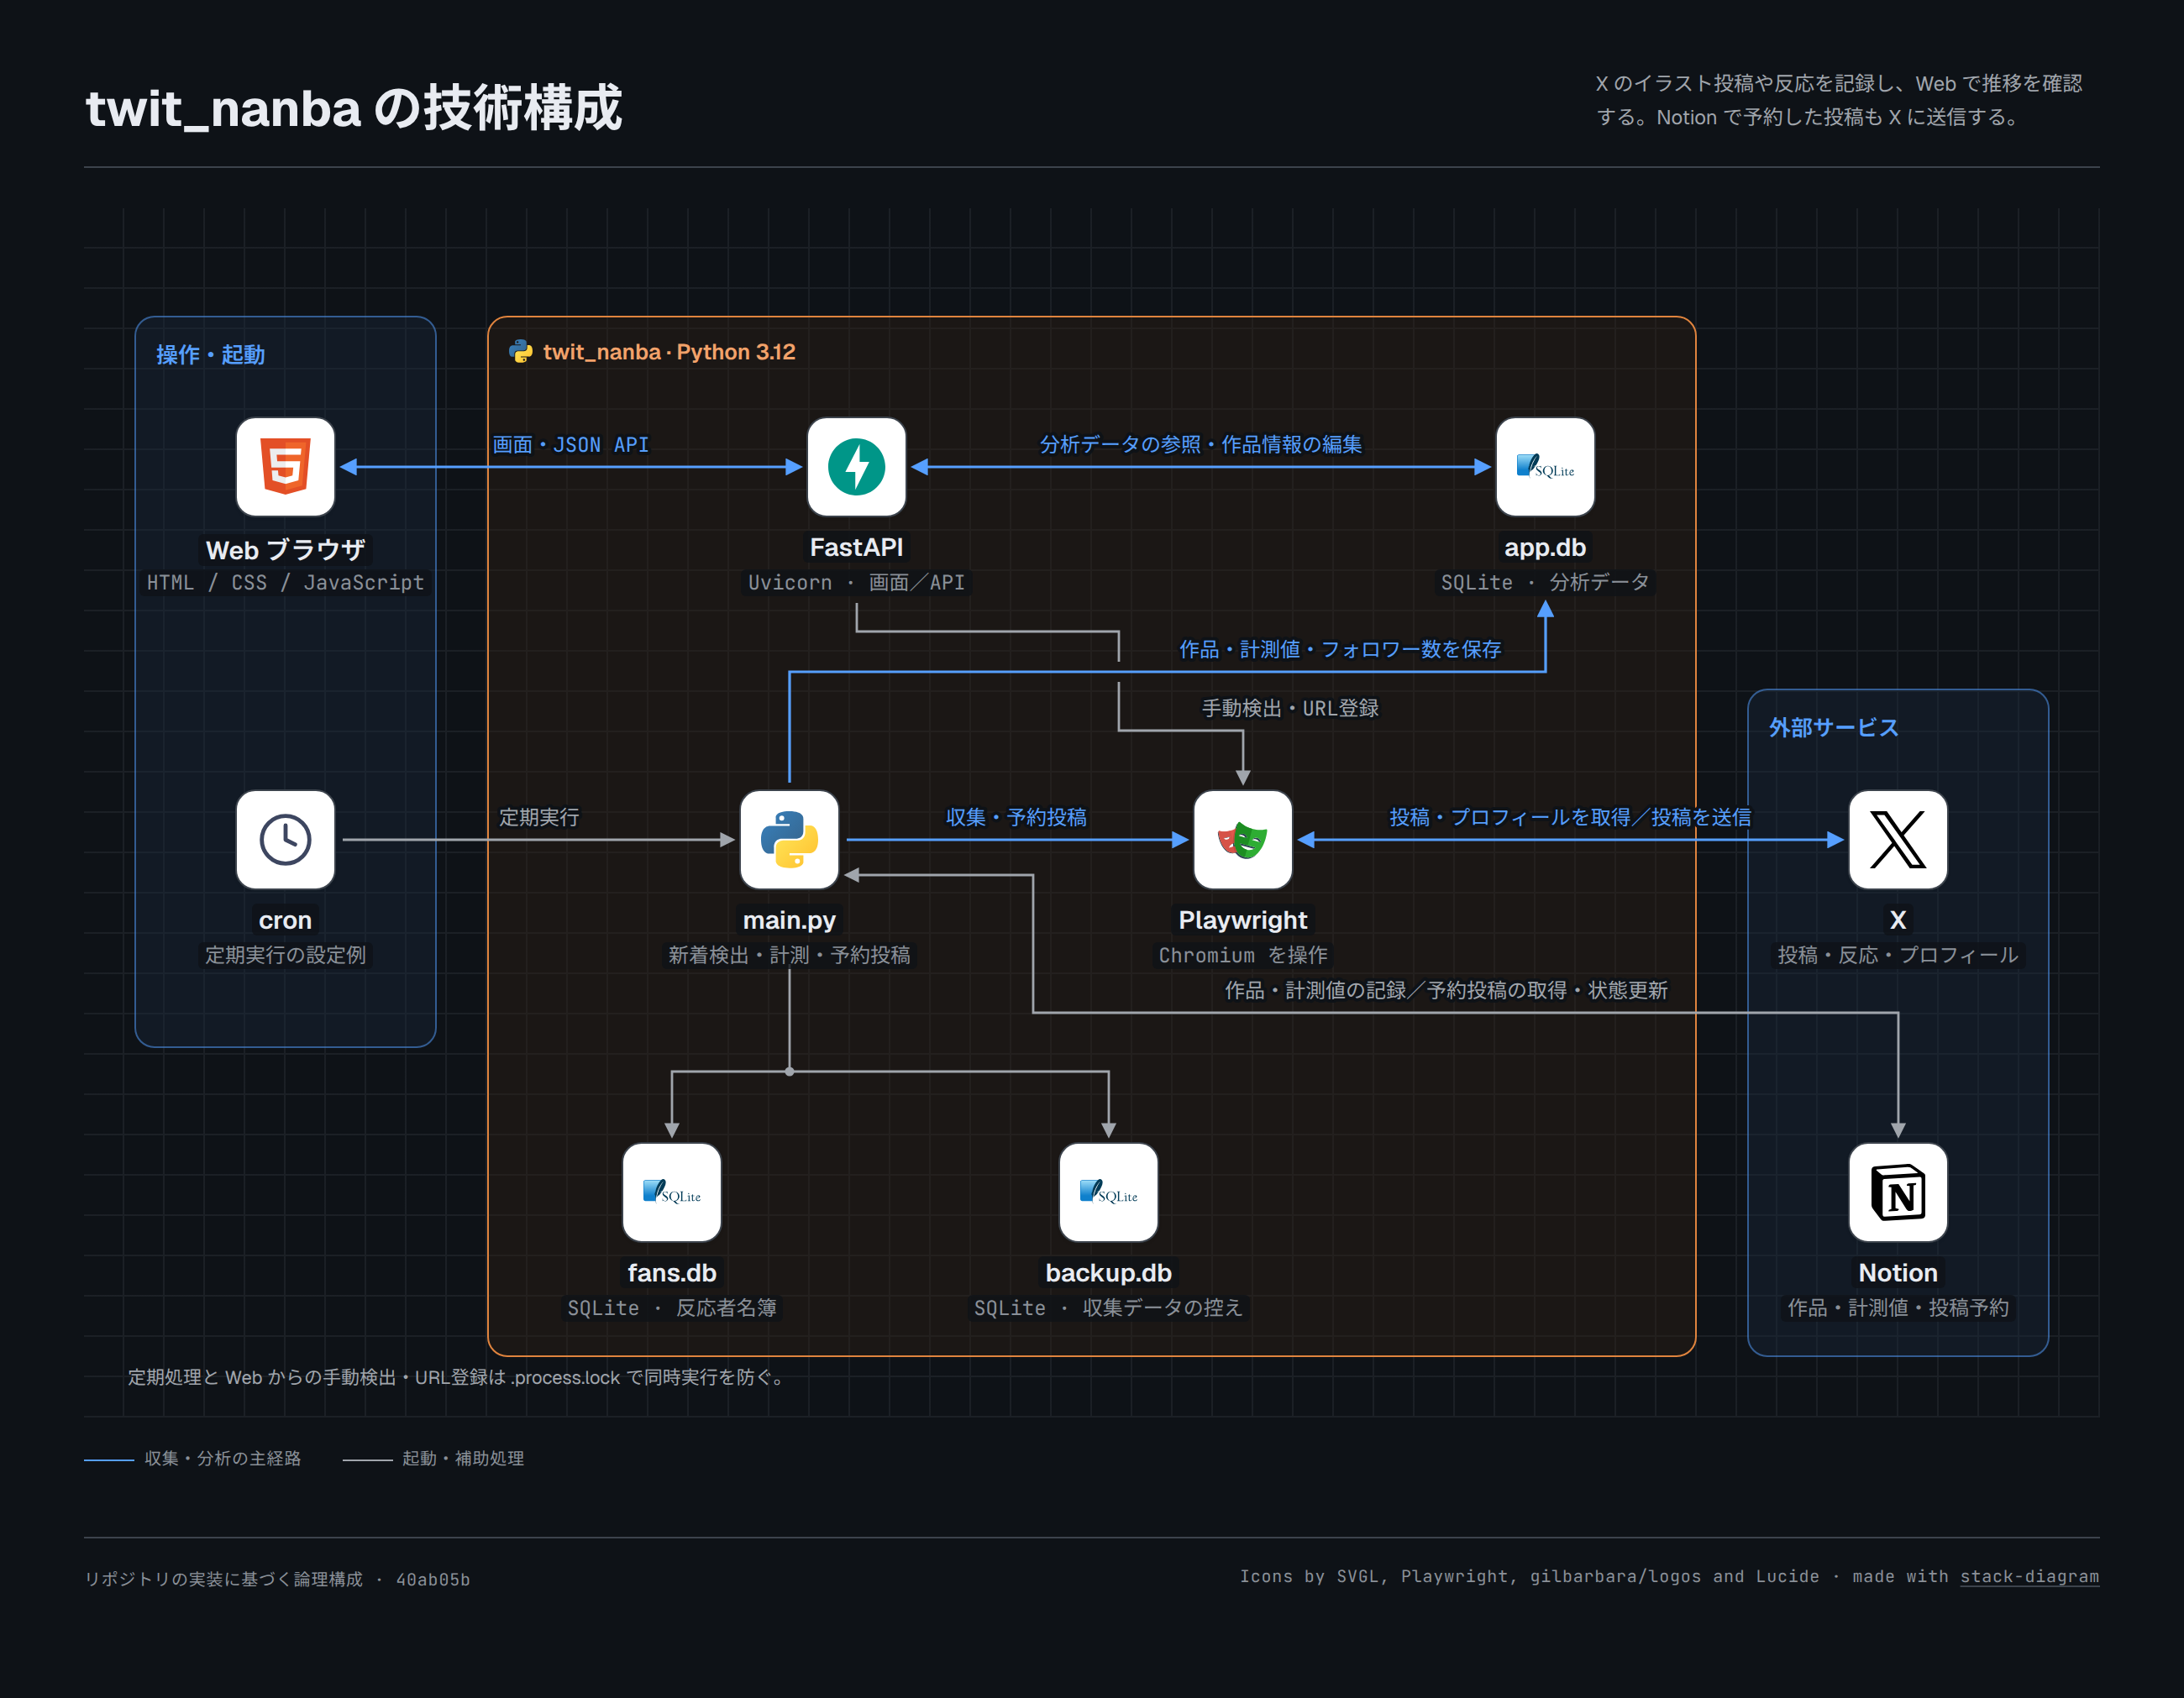 twit_nanba の技術構成
X のイラスト投稿や反応を記録し、Web で推移を確認
する。Notion で予約した投稿も X に送信する。
操作・起動
twit_nanba · Python 3.12
画面・JSON API
分析データの参照・作品情報の編集
SQLite
Web ブラウザ
HTML / CSS / JavaScript
FastAPI
Uvicorn · 画面／API
app.db
SQLite · 分析データ
作品・計測値・フォロワー数を保存
手動検出・URL登録
外部サービス
定期実行
収集・予約投稿
投稿・プロフィールを取得／投稿を送信
cron
定期実行の設定例
main.py
新着検出・計測・予約投稿
Playwright
Chromium を操作
X
投稿・反応・プロフィール
作品・計測値の記録／予約投稿の取得・状態更新
SQLite
SQLite
N
fans.db
SQLite · 反応者名簿
backup.db
SQLite · 収集データの控え
Notion
作品・計測値・投稿予約
定期処理と Web からの手動検出・URL登録は .process.lock で同時実行を防ぐ。
収集・分析の主経路
起動・補助処理
リポジトリの実装に基づく論理構成 · 40ab05b
Icons by SVGL, Playwright, gilbarbara/logos and Lucide · made with stack-diagram